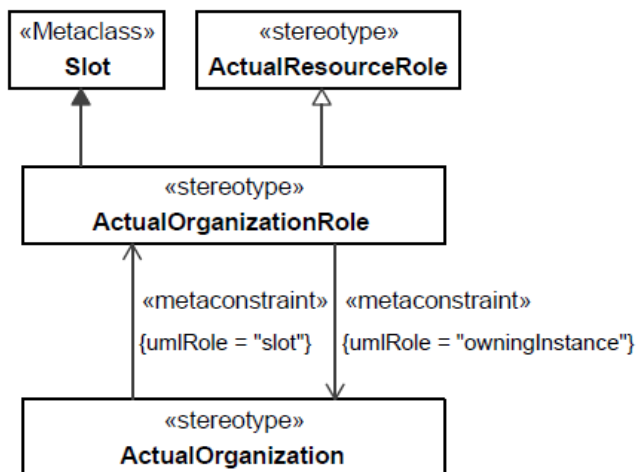 «Metaclass»
Slot
«stereotype»
ActualResourceRole
«stereotype»
ActualOrganizationRole
«metaconstraint»
{umlRole = "slot"}
«metaconstraint»
{umlRole = "owningInstance"}
«stereotype»
ActualOrganization